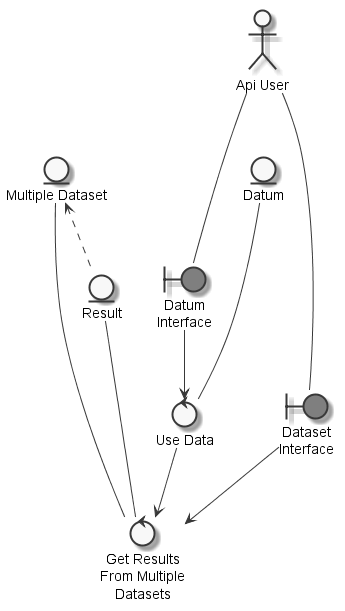 Api User
Multiple Dataset
Datum
Result
Datum
Interface
Use Data
Dataset
Interface
Get Results
From Multiple
Datasets